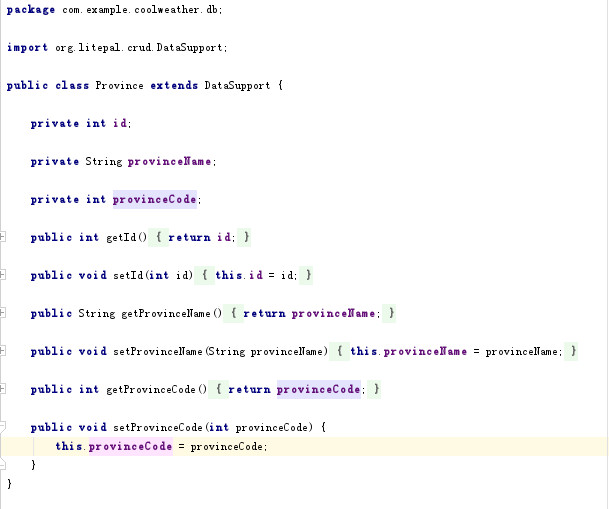 package com.example.coolweather.db;
import org.litepal.crud.DataSupport;
public class Province extends DataSupport {
private int id;
private String provinceName;
private int provinceCode;
public int getId() { return id; }
public void setId(int id) { this.id = id; }
public String getProvinceName() { return provinceName; }
public void setProvinceName(String provinceName) { this.provinceName = provinceName; }
public int getProvinceCode() { return provinceCode; }
public void setProvinceCode(int provinceCode) {
this.provinceCode = provinceCode;
}
}